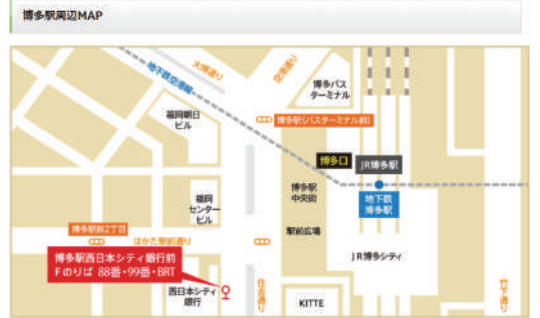 博多駅周辺MAP
大博通り
空港通り
地下鉄空港線
博多バス
ターミナル
福岡朝日
ビル
博多駅(バスターミナル前)
博多口
JR博多駅
地下鉄
博多駅
博多駅
中央街
福岡
センター
ビル
博多駅前2丁目
はかた駅前通り
駅前広場
博多駅西日本シティ銀行前
Fのりば 88番・99番・BRT
JR博多シティ
西日本シティ
銀行
住吉通り
KITTE
竹下通り